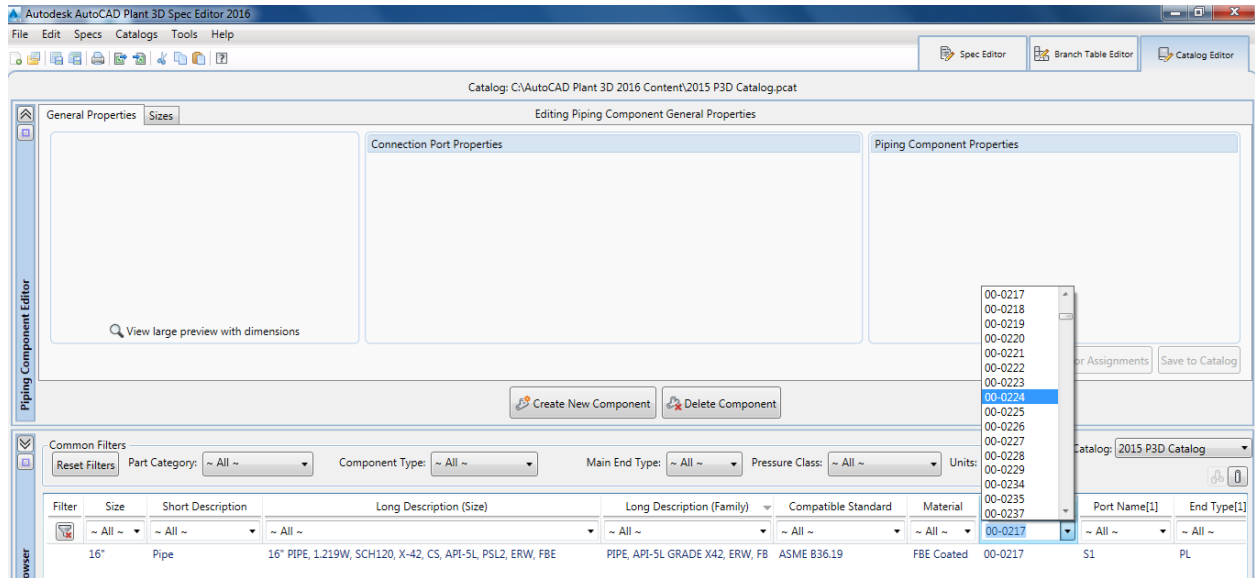 Autodesk AutoCAD Plant 3D Spec Editor 2016
File Edit Specs Catalogs Tools Help
Spec Editor Branch Table Editor Catalog Editor
Catalog: C:\AutoCAD Plant 3D 2016 Content\2015 P3D Catalog.pcat
General Properties Sizes Editing Piping Component General Properties
Connection Port Properties Piping Component Properties
View large preview with dimensions
Piping Component Editor
00-0217
00-0218
00-0219
00-0220
00-0221
00-0222
00-0223
00-0224
00-0225
00-0226
00-0227
00-0228
00-0229
00-0234
00-0235
00-0237
Assignments Save to Catalog
Create New Component Delete Component
Common Filters
Reset Filters Part Category: ~ All ~ Component Type: ~ All ~ Main End Type: ~ All ~ Pressure Class: ~ All ~ Units: Catalog: 2015 P3D Catalog
Filter Size Short Description Long Description (Size) Long Description (Family) Compatible Standard Material Port Name[1] End Type[1]
~ All ~ ~ All ~ ~ All ~ ~ All ~ ~ All ~ ~ All ~ 00-0217 ~ All ~ ~ All ~
16" Pipe 16" PIPE, 1.219W, SCH120, X-42, CS, API-5L, PSL2, ERW, FBE PIPE, API-5L GRADE X42, ERW, FB ASME B36.19 FBE Coated 00-0217 S1 PL